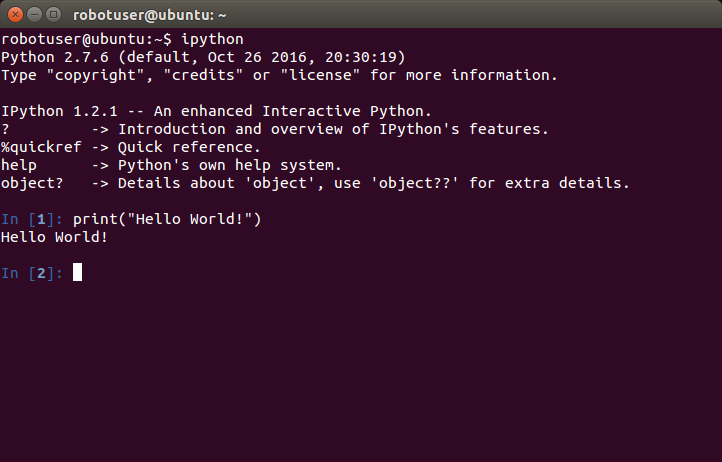 robotuser@ubuntu: ~
robotuser@ubuntu:~$ ipython
Python 2.7.6 (default, Oct 26 2016, 20:30:19)
Type "copyright", "credits" or "license" for more information.
IPython 1.2.1 -- An enhanced Interactive Python.
?         -> Introduction and overview of IPython's features.
%quickref -> Quick reference.
help      -> Python's own help system.
object?   -> Details about 'object', use 'object??' for extra details.
In [1]: print("Hello World!")
Hello World!
In [2]: